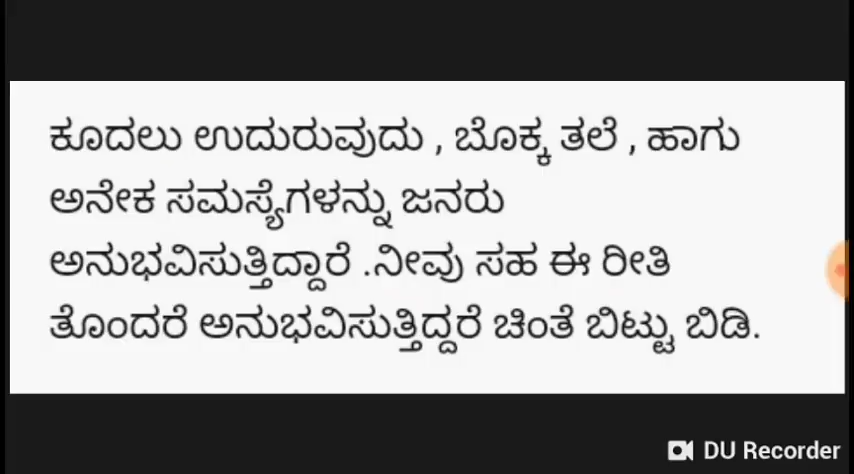 ಕೂದಲು ಉದುರುವುದು , ಬೊಕ್ಕ ತಲೆ , ಹಾಗು
ಅನೇಕ ಸಮಸ್ಯೆಗಳನ್ನು ಜನರು
ಅನುಭವಿಸುತ್ತಿದ್ದಾರೆ .ನೀವು ಸಹ ಈ ರೀತಿ
ತೊಂದರೆ ಅನುಭವಿಸುತ್ತಿದ್ದರೆ ಚಿಂತೆ ಬಿಟ್ಟು ಬಿಡಿ.
DU Recorder